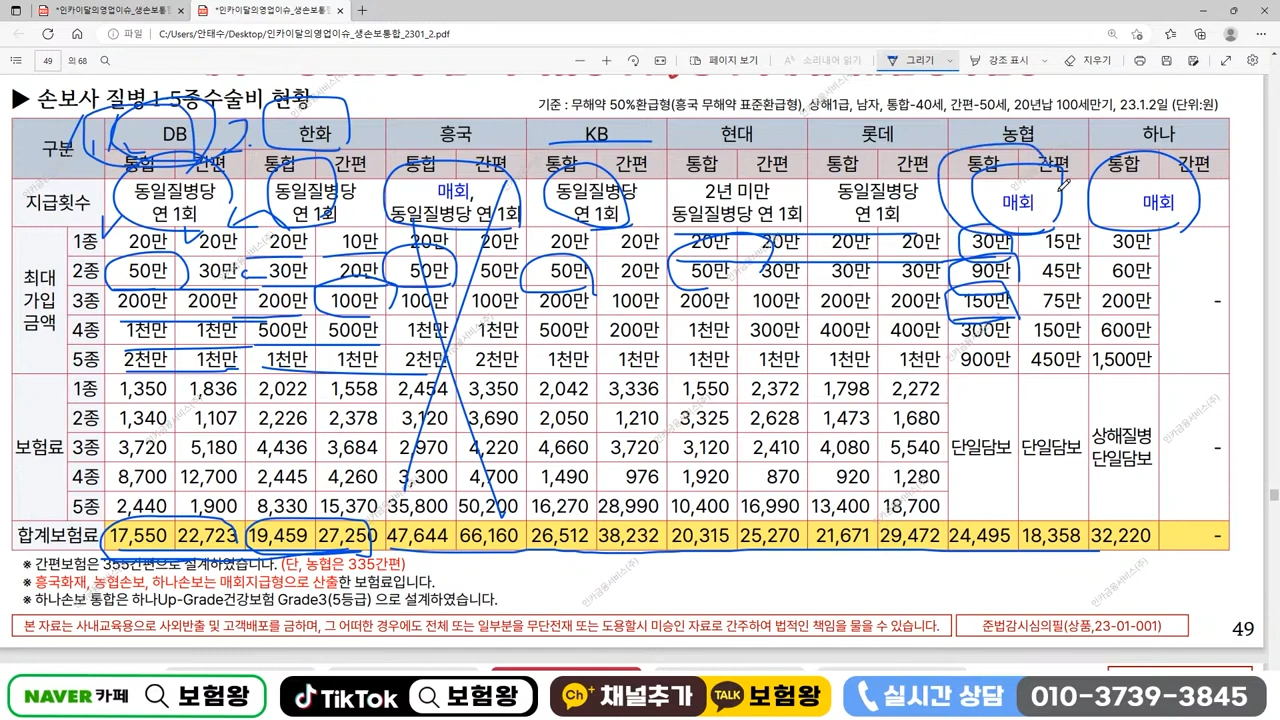 *인카이달의영업이슈_생손보통합_ ×
*인카이달의영업이슈_생손보통합_ ×
파일 C:/Users/안태수/Desktop/인카이달의영업이슈_생손보통합_2301_2.pdf
49 의 68 페이지 보기 소리내어 읽기 그리기 강조 표시 지우기
▶ 손보사 질병 1-5종수술비 현황
기준 : 무해약 50%환급형(흥국 무해약 표준환급형), 상해1급, 남자, 통합-40세, 간편-50세, 20년납 100세만기, 23.1.2일 (단위:원)
구분 DB 한화 흥국 KB 현대 롯데 농협 하나
통합 간편 통합 간편 통합 간편 통합 간편 통합 간편 통합 간편 통합 간편 통합 간편
지급횟수 동일질병당 연 1회 동일질병당 연 1회 매회, 동일질병당 연 1회 동일질병당 연 1회 2년 미만 동일질병당 연 1회 동일질병당 연 1회 매회 매회
최대 가입 금액
1종 20만 20만 20만 10만 20만 20만 20만 20만 20만 20만 20만 20만 30만 15만 30만
2종 50만 30만 30만 20만 50만 50만 50만 20만 50만 30만 30만 30만 90만 45만 60만
3종 200만 200만 200만 100만 100만 100만 200만 100만 200만 100만 200만 200만 150만 75만 200만 -
4종 1천만 1천만 500만 500만 1천만 1천만 500만 200만 1천만 300만 400만 400만 300만 150만 600만
5종 2천만 1천만 1천만 1천만 2천만 2천만 1천만 1천만 1천만 1천만 1천만 1천만 900만 450만 1,500만
보험료
1종 1,350 1,836 2,022 1,558 2,454 3,350 2,042 3,336 1,550 2,372 1,798 2,272
2종 1,340 1,107 2,226 2,378 3,120 3,690 2,050 1,210 3,325 2,628 1,473 1,680
3종 3,720 5,180 4,436 3,684 2,970 4,220 4,660 3,720 3,120 2,410 4,080 5,540 단일담보 단일담보 상해질병 단일담보 -
4종 8,700 12,700 2,445 4,260 3,300 4,700 1,490 976 1,920 870 920 1,280
5종 2,440 1,900 8,330 15,370 35,800 50,200 16,270 28,990 10,400 16,990 13,400 18,700
합계보험료 17,550 22,723 19,459 27,250 47,644 66,160 26,512 38,232 20,315 25,270 21,671 29,472 24,495 18,358 32,220 -
※ 간편보험은 355간편으로 설계하였습니다. (단, 농협은 335간편)
※ 흥국화재, 농협손보, 하나손보는 매회지급형으로 산출한 보험료입니다.
※ 하나손보 통합은 하나Up-Grade건강보험 Grade3(5등급) 으로 설계하였습니다.
본 자료는 사내교육용으로 사외반출 및 고객배포를 금하며, 그 어떠한 경우에도 전체 또는 일부분을 무단전재 또는 도용할시 미승인 자료로 간주하여 법적인 책임을 물을 수 있습니다.
준법감시심의필(상품,23-01-001)
49
NAVER 카페 보험왕 TikTok 보험왕 Ch+ 채널추가 TALK 보험왕 실시간 상담 010-3739-3845